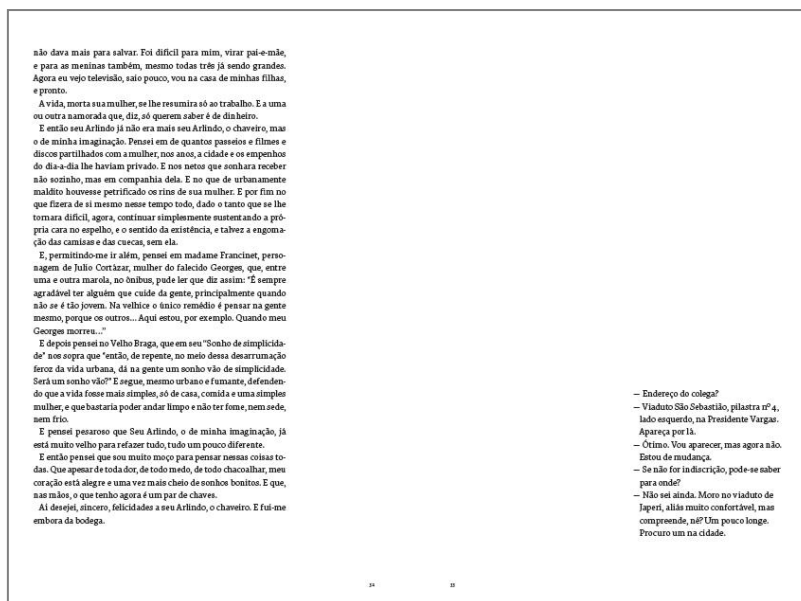 não dava mais para salvar. Foi difícil para mim, virar pai-e-mãe,
e para as meninas também, mesmo todas três já sendo grandes.
Agora eu vejo televisão, saio pouco, vou na casa de minhas filhas,
e pronto.
A vida, morta sua mulher, se lhe resumira só ao trabalho. E a uma
ou outra namorada que, diz, só querem saber é de dinheiro.
E então seu Arlindo já não era mais seu Arlindo, o chaveiro, mas
o de minha imaginação. Pensei em de quantos passeios e filmes e
discos partilhados com a mulher, nos anos, a cidade e os empenhos
do dia-a-dia lhe haviam privado. E nos netos que sonhara receber
não sozinho, mas em companhia dela. E no que de urbanamente
maldito houvesse petrificado os rins de sua mulher. E por fim no
que fizera de si mesmo nesse tempo todo, dado o tanto que se lhe
tornara difícil, agora, continuar simplesmente sustentando a pró-
pria cara no espelho, e o sentido da existência, e talvez a engoma-
ção das camisas e das cuecas, sem ela.
E, permitindo-me ir além, pensei em madame Francinet, perso-
nagem de Julio Cortàzar, mulher do falecido Georges, que, entre
uma e outra marola, no ônibus, pude ler que diz assim: "É sempre
agradável ter alguém que cuide da gente, principalmente quando
não se é tão jovem. Na velhice o único remédio é pensar na gente
mesmo, porque os outros... Aqui estou, por exemplo. Quando meu
Georges morreu..."
E depois pensei no Velho Braga, que em seu "Sonho de simplicida-
de" nos sopra que "então, de repente, no meio dessa desarrumação
feroz da vida urbana, dá na gente um sonho vão de simplicidade.
Será um sonho vão?" E segue, mesmo urbano e fumante, defenden-
do que a vida fosse mais simples, só de casa, comida e uma simples
mulher, e que bastaria poder andar limpo e não ter fome, nem sede,
nem frio.
E pensei pesaroso que Seu Arlindo, o de minha imaginação, já
está muito velho para refazer tudo, tudo um pouco diferente.
E então pensei que sou muito moço para pensar nessas coisas to-
das. Que apesar de toda dor, de todo medo, de todo chacoalhar, meu
coração está alegre e uma vez mais cheio de sonhos bonitos. E que,
nas mãos, o que tenho agora é um par de chaves.
Aí desejei, sincero, felicidades a seu Arlindo, o chaveiro. E fui-me
embora da bodega.
34
— Endereço do colega?
— Viaduto São Sebastião, pilastra nº 4,
lado esquerdo, na Presidente Vargas.
Apareça por lá.
— Ótimo. Vou aparecer, mas agora não.
Estou de mudança.
— Se não for indiscrição, pode-se saber
para onde?
— Não sei ainda. Moro no viaduto de
Japeri, aliás muito confortável, mas
compreende, né? Um pouco longe.
Procuro um na cidade.